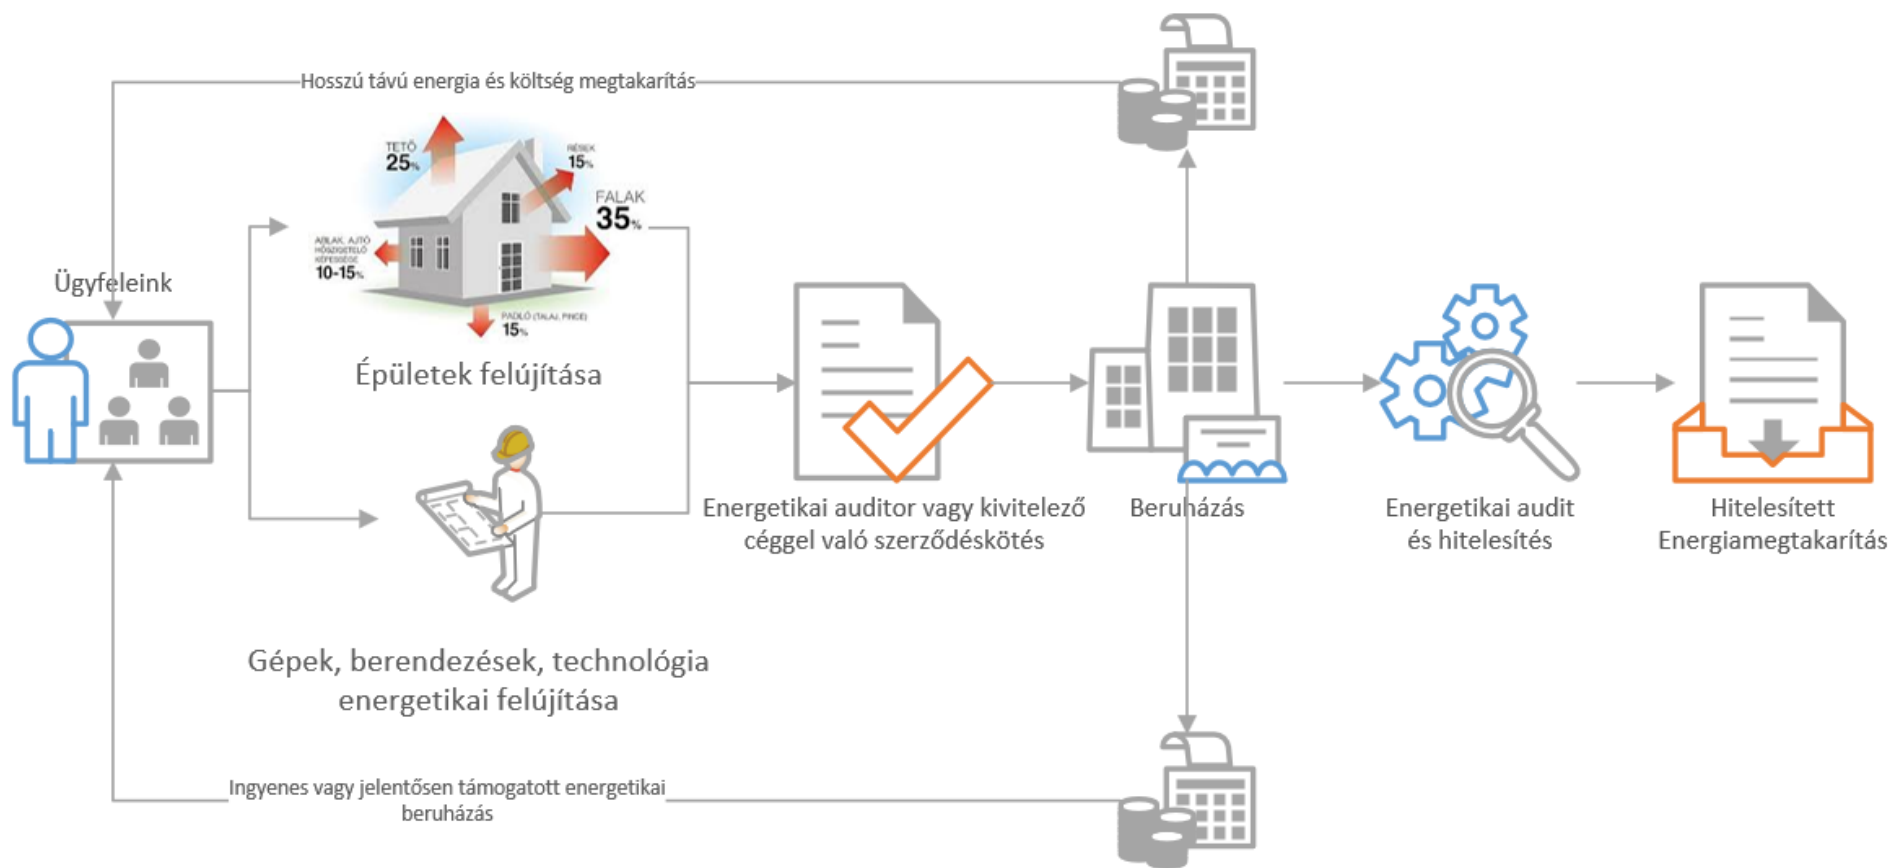 Hosszú távú energia és költség megtakarítás
TETŐ
25%
RÉSEK
15%
FALAK
35%
ABLAK, AJTÓ
HŐSZIGETELŐ
KÉPESSÉGE
10-15%
PADLÓ (TALAJ, PINCE)
15%
Ügyfeleink
Épületek felújítása
Gépek, berendezések, technológia
energetikai felújítása
Energetikai auditor vagy kivitelező
céggel való szerződéskötés
Beruházás
Energetikai audit
és hitelesítés
Hitelesített
Energiamegtakarítás
Ingyenes vagy jelentősen támogatott energetikai
beruházás